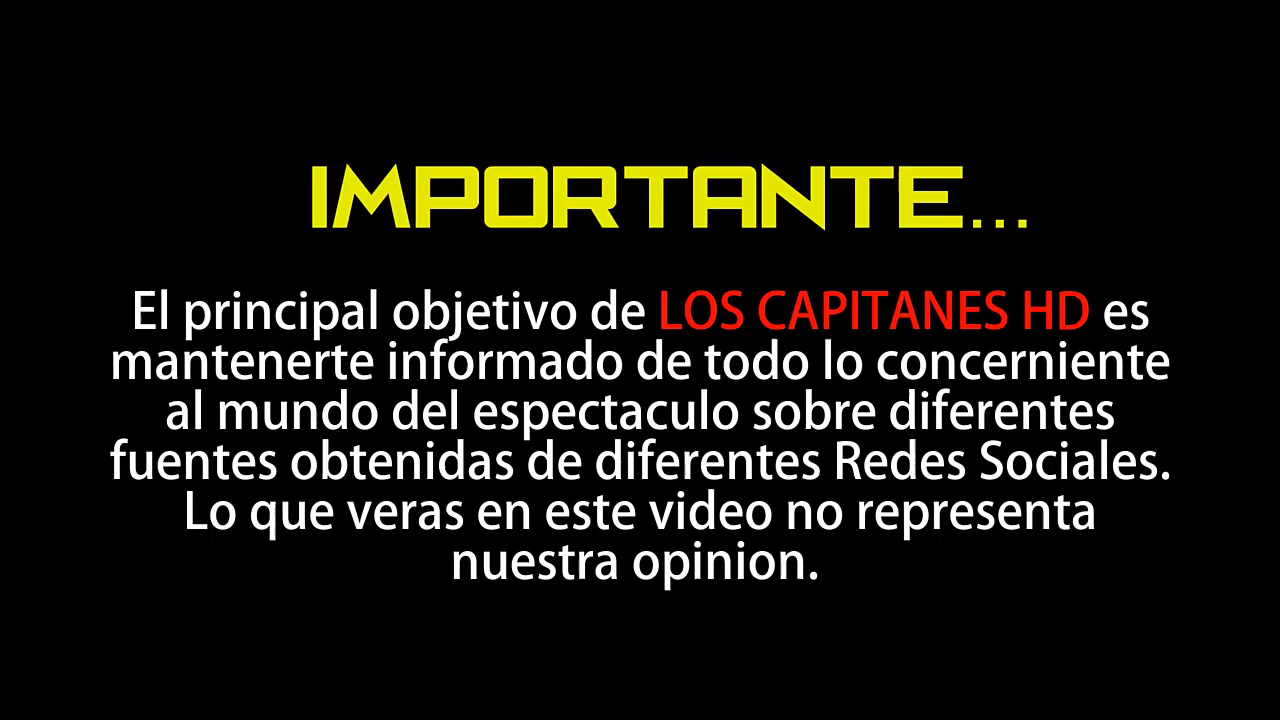 IMPORTANTE...
El principal objetivo de LOS CAPITANES HD es
mantenerte informado de todo lo concerniente
al mundo del espectaculo sobre diferentes
fuentes obtenidas de diferentes Redes Sociales.
Lo que veras en este video no representa
nuestra opinion.